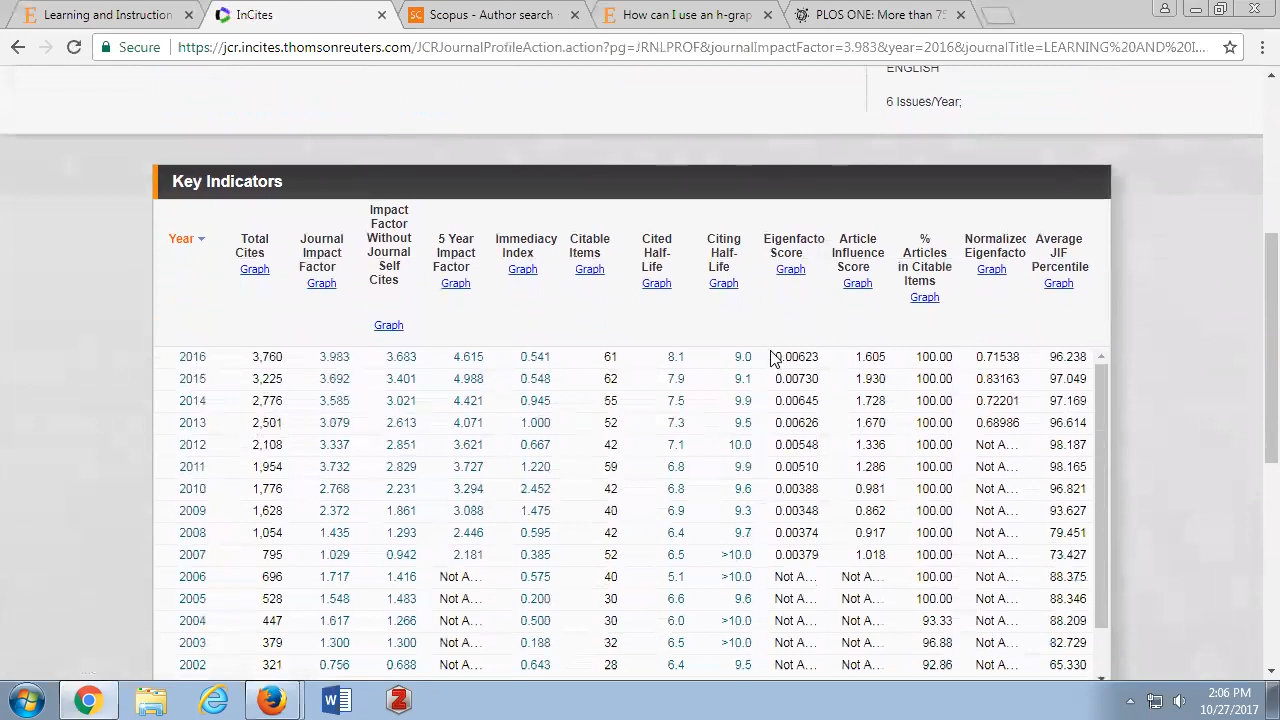 Learning and Instruction
InCites
Scopus - Author search
How can I use an h-grap
PLOS ONE: More than 75
Secure
https://jcr.incites.thomsonreuters.com/JCRJournalProfileAction.action?pg=JRNLPROF&journalImpactFactor=3.983&year=2016&journalTitle=LEARNING%20AND%20I...
ENGLISH
6 Issues/Year;
Key Indicators
Year Total Cites Graph Journal Impact Factor Graph Impact Factor Without Journal Self Cites Graph 5 Year Impact Factor Graph Immediacy Index Graph Citable Items Graph Cited Half-Life Graph Citing Half-Life Graph Eigenfacto Score Graph Article Influence Score Graph % Articles in Citable Items Graph Normalized Eigenfacto Graph Average JIF Percentile Graph
2016 3,760 3.983 3.683 4.615 0.541 61 8.1 9.0 0.00623 1.605 100.00 0.71538 96.238
2015 3,225 3.692 3.401 4.988 0.548 62 7.9 9.1 0.00730 1.930 100.00 0.83163 97.049
2014 2,776 3.585 3.021 4.421 0.945 55 7.5 9.9 0.00645 1.728 100.00 0.72201 97.169
2013 2,501 3.079 2.613 4.071 1.000 52 7.3 9.5 0.00626 1.670 100.00 0.68986 96.614
2012 2,108 3.337 2.851 3.621 0.667 42 7.1 10.0 0.00548 1.336 100.00 Not A... 98.187
2011 1,954 3.732 2.829 3.727 1.220 59 6.8 9.9 0.00510 1.286 100.00 Not A... 98.165
2010 1,776 2.768 2.231 3.294 2.452 42 6.8 9.6 0.00388 0.981 100.00 Not A... 96.821
2009 1,628 2.372 1.861 3.088 1.475 40 6.9 9.3 0.00348 0.862 100.00 Not A... 93.627
2008 1,054 1.435 1.293 2.446 0.595 42 6.4 9.7 0.00374 0.917 100.00 Not A... 79.451
2007 795 1.029 0.942 2.181 0.385 52 6.5 >10.0 0.00379 1.018 100.00 Not A... 73.427
2006 696 1.717 1.416 Not A... 0.575 40 5.1 >10.0 Not A... Not A... 100.00 Not A... 88.375
2005 528 1.548 1.483 Not A... 0.200 30 6.6 9.6 Not A... Not A... 100.00 Not A... 88.346
2004 447 1.617 1.266 Not A... 0.500 30 6.0 >10.0 Not A... Not A... 93.33 Not A... 88.209
2003 379 1.300 1.300 Not A... 0.188 32 6.5 >10.0 Not A... Not A... 96.88 Not A... 82.729
2002 321 0.756 0.688 Not A... 0.643 28 6.4 9.5 Not A... Not A... 92.86 Not A... 65.330
2:06 PM
10/27/2017